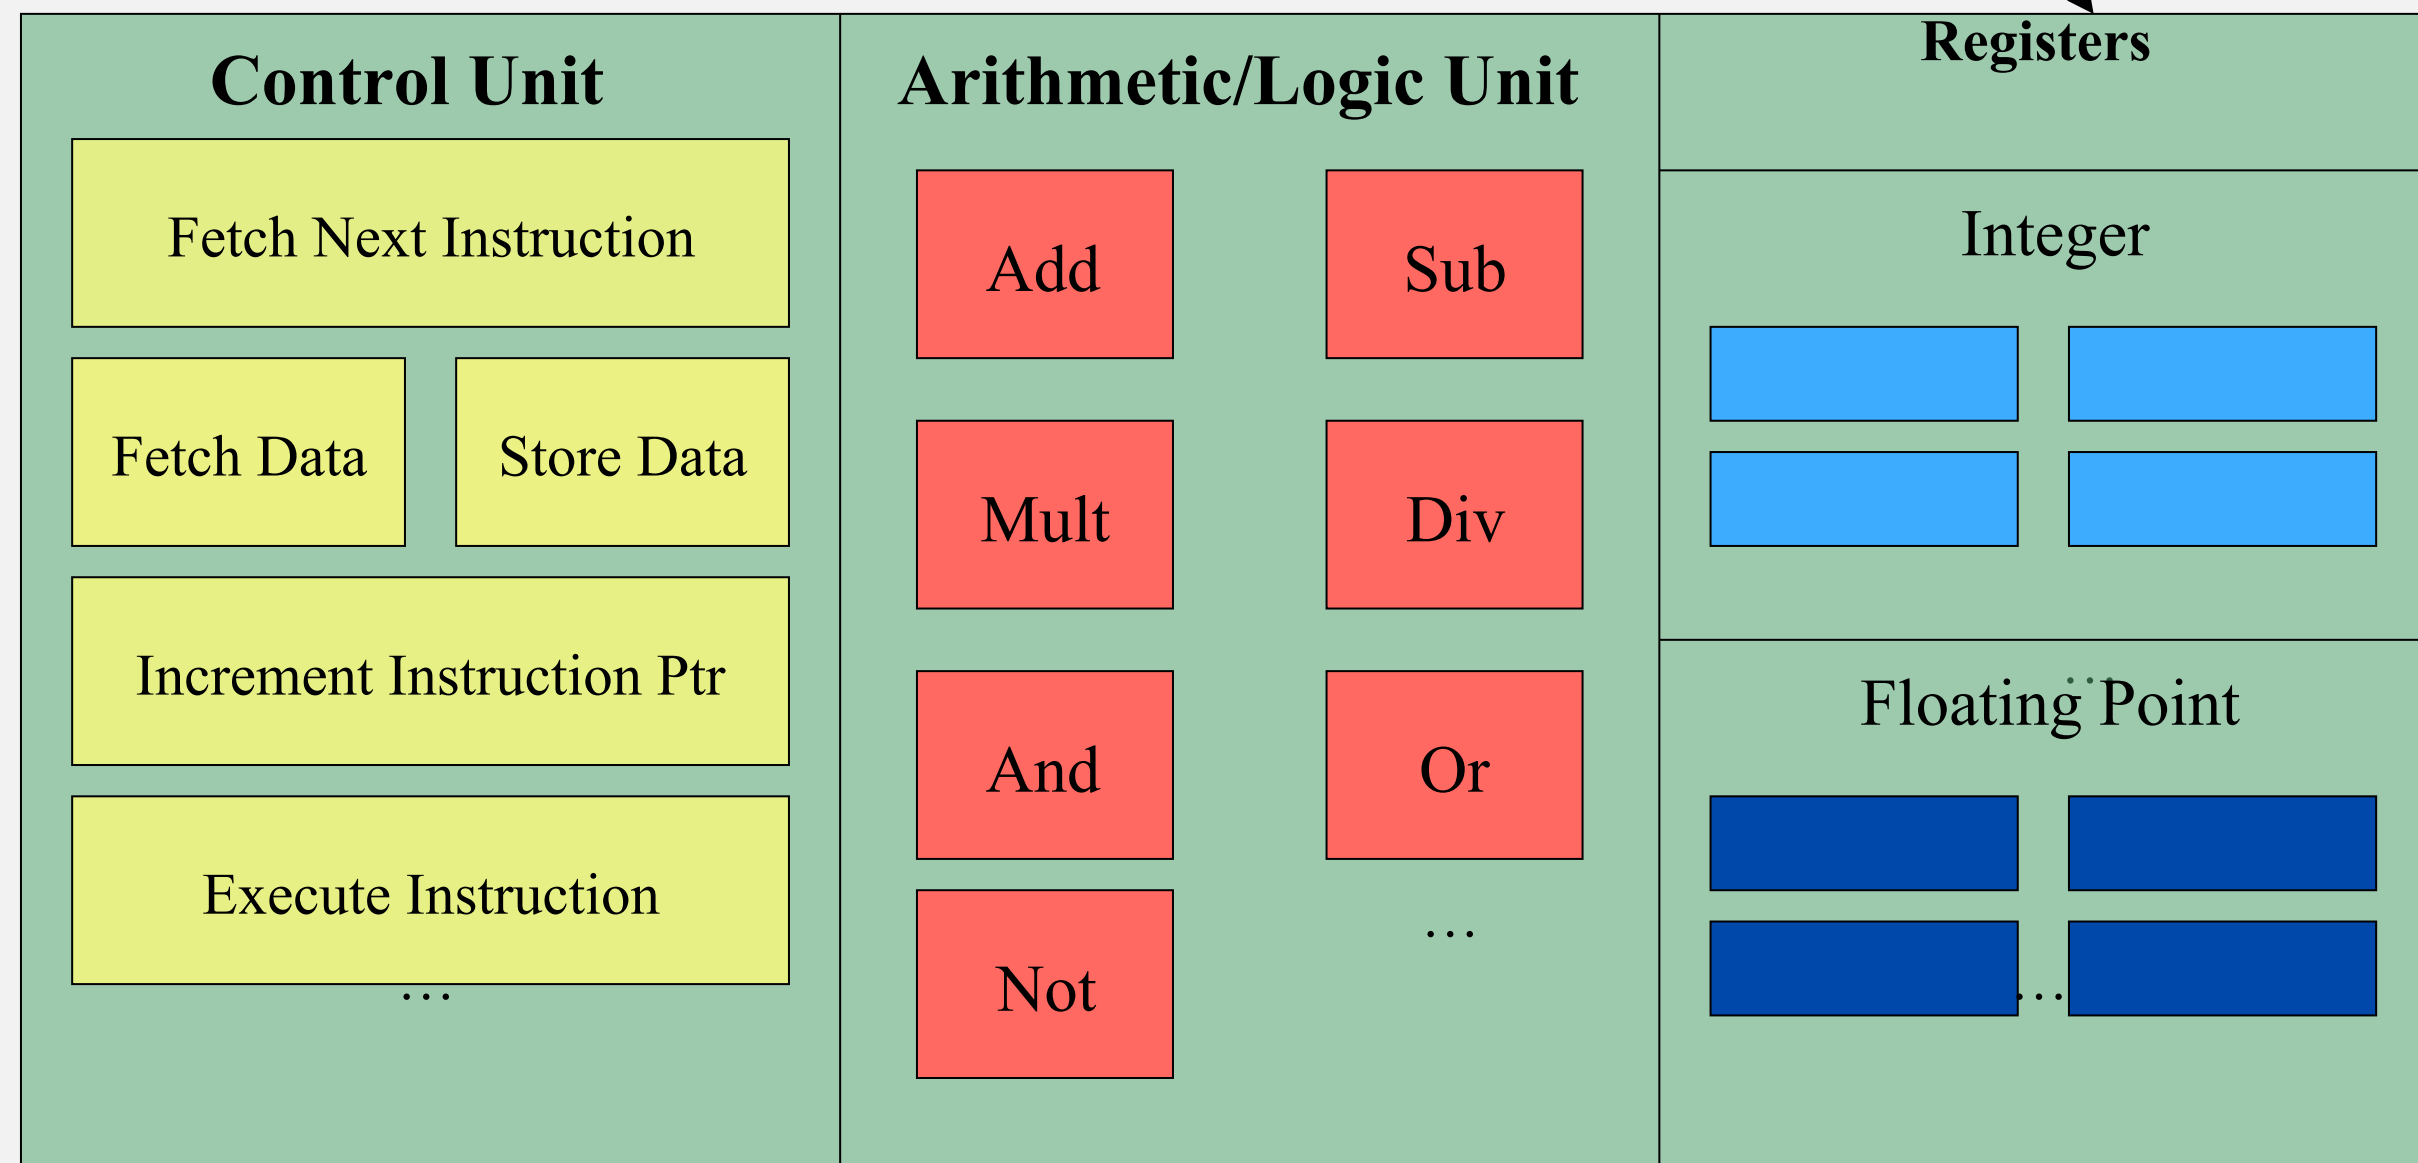 Control Unit
Fetch Next Instruction
Fetch Data
Store Data
Increment Instruction Ptr
Execute Instruction
…
Arithmetic/Logic Unit
Add
Sub
Mult
Div
And
Or
Not
…
Registers
Integer
…
Floating Point
…